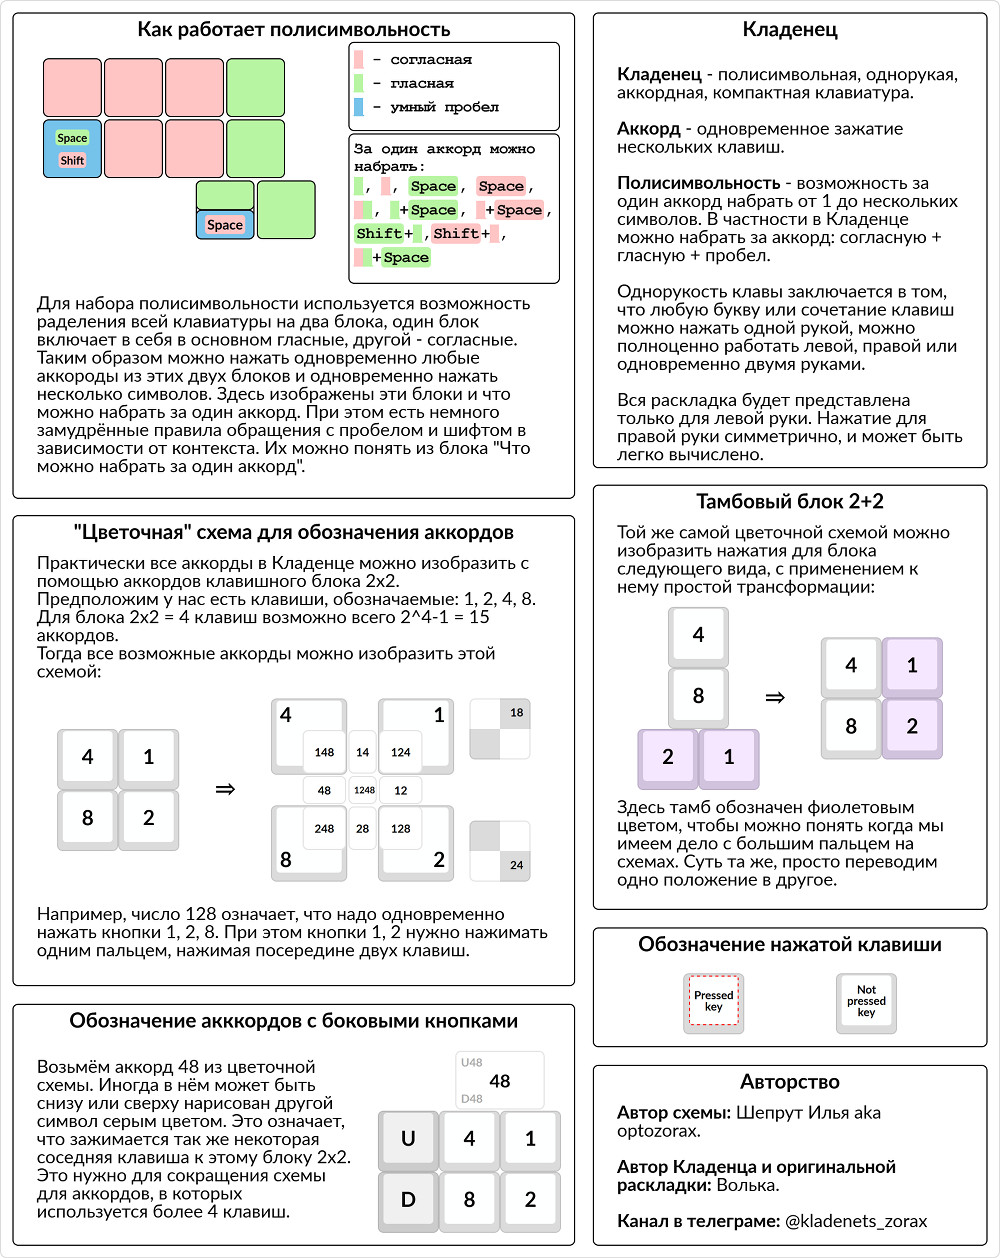 Как работает полисимвольность
Space
Shift
Space
- согласная
- гласная
- умный пробел
За один аккорд можно
набрать:
, , Space, Space,
, +Space, +Space,
Shift+ ,Shift+ ,
+Space
Для набора полисимвольности используется возможность
раделения всей клавиатуры на два блока, один блок
включает в себя в основном гласные, другой - согласные.
Таким образом можно нажать одновременно любые
аккороды из этих двух блоков и одновременно нажать
несколько символов. Здесь изображены эти блоки и что
можно набрать за один аккорд. При этом есть немного
замудрённые правила обращения с пробелом и шифтом в
зависимости от контекста. Их можно понять из блока "Что
можно набрать за один аккорд".
Кладенец
Кладенец - полисимвольная, однорукая,
аккордная, компактная клавиатура.
Аккорд - одновременное зажатие
нескольких клавиш.
Полисимвольность - возможность за
один аккорд набрать от 1 до нескольких
символов. В частности в Кладенце
можно набрать за аккорд: согласную +
гласную + пробел.
Однорукость клавы заключается в том,
что любую букву или сочетание клавиш
можно нажать одной рукой, можно
полноценно работать левой, правой или
одновременно двумя руками.
Вся раскладка будет представлена
только для левой руки. Нажатие для
правой руки симметрично, и может быть
легко вычислено.
"Цветочная" схема для обозначения аккордов
Практически все аккорды в Кладенце можно изобразить с
помощью аккордов клавишного блока 2x2.
Предположим у нас есть клавиши, обозначаемые: 1, 2, 4, 8.
Для блока 2x2 = 4 клавиш возможно всего 2^4-1 = 15
аккордов.
Тогда все возможные аккорды можно изобразить этой
схемой:
4 1
8 2
⇒
4 1
148 14 124
48 1248 12
248 28 128
8 2
18
24
Например, число 128 означает, что надо одновременно
нажать кнопки 1, 2, 8. При этом кнопки 1, 2 нужно нажимать
одним пальцем, нажимая посередине двух клавиш.
Тамбовый блок 2+2
Той же самой цветочной схемой можно
изобразить нажатия для блока
следующего вида, с применением к
нему простой трансформации:
4
8
2 1
⇒
4 1
8 2
Здесь тамб обозначен фиолетовым
цветом, чтобы можно понять когда мы
имеем дело с большим пальцем на
схемах. Суть та же, просто переводим
одно положение в другое.
Обозначение нажатой клавиши
Pressed
key
Not
pressed
key
Обозначение акккордов с боковыми кнопками
Возьмём аккорд 48 из цветочной
схемы. Иногда в нём может быть
снизу или сверху нарисован другой
символ серым цветом. Это означает,
что зажимается так же некоторая
соседняя клавиша к этому блоку 2x2.
Это нужно для сокращения схемы
для аккордов, в которых
используется более 4 клавиш.
U48
48
D48
U 4 1
D 8 2
Авторство
Автор схемы: Шепрут Илья aka
optozorax.
Автор Кладенца и оригинальной
раскладки: Волька.
Канал в телеграме: @kladenets_zorax